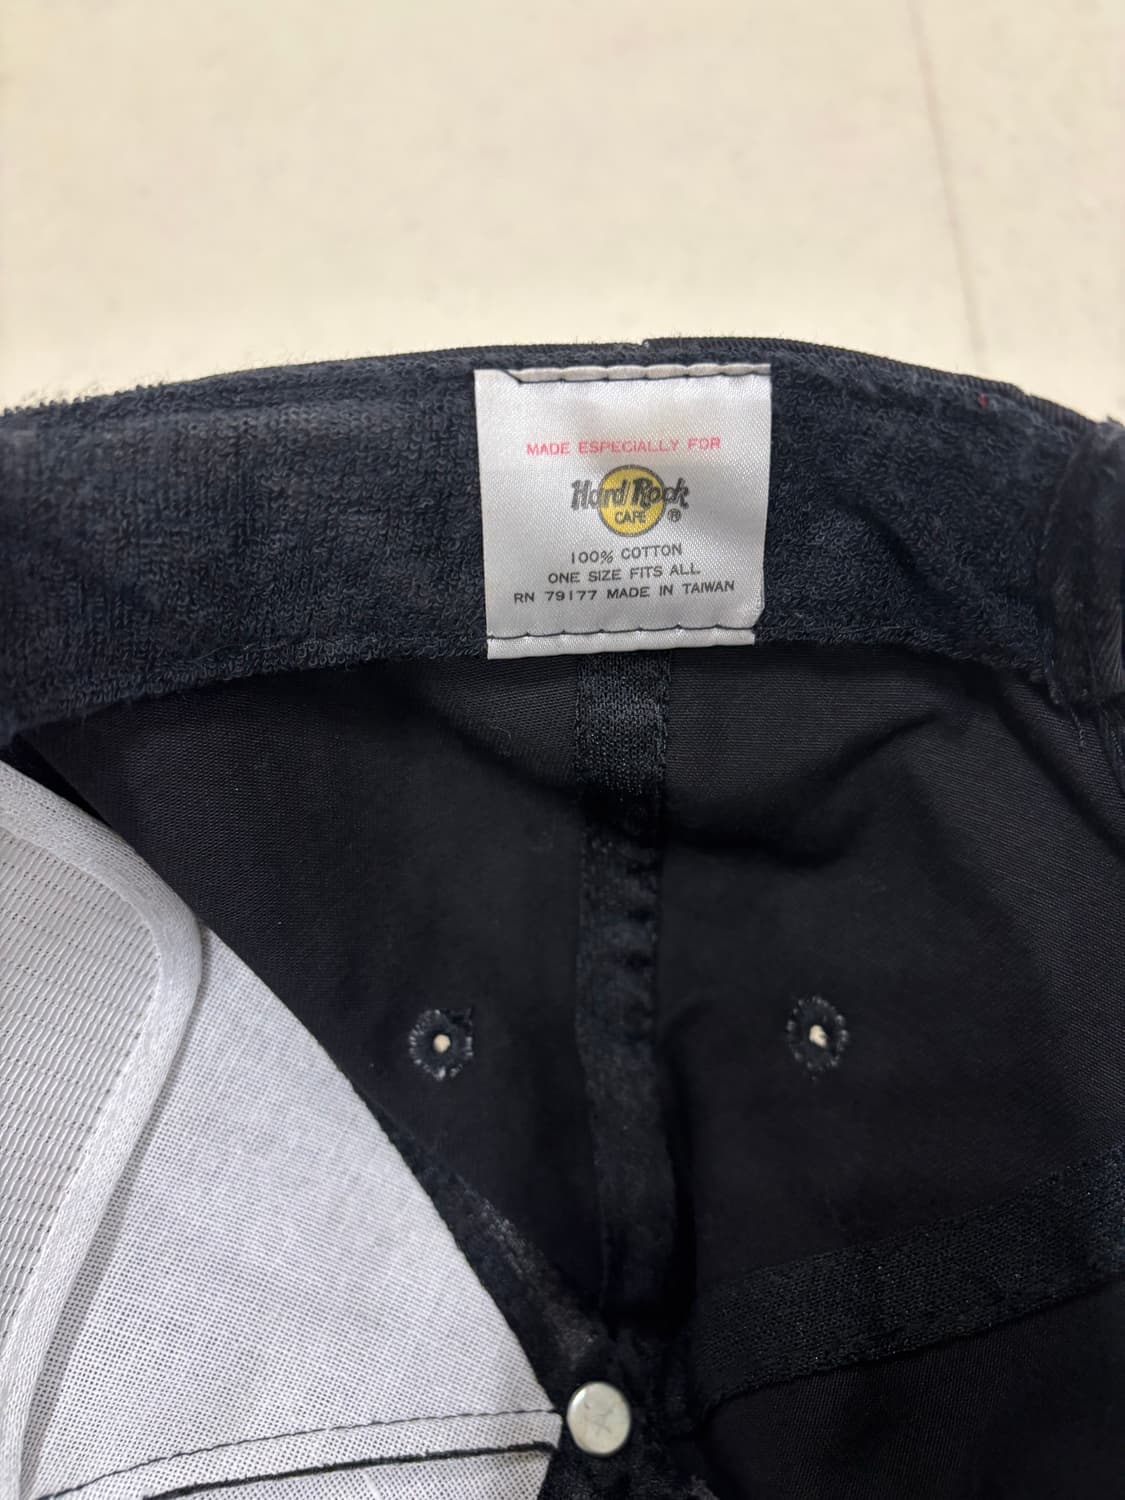 MADE ESPECIALLY FOR
Hard Rock
CAFE ®
100% COTTON
ONE SIZE FITS ALL
RN 79177 MADE IN TAIWAN